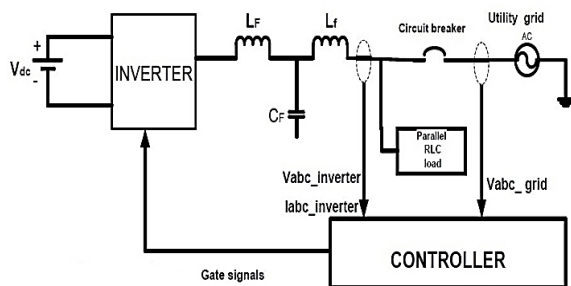 LF
Lf
Circuit breaker
Utility grid
AC
+
Vdc
-
INVERTER
CF
Parallel
RLC
load
Vabc_inverter
Iabc_inverter
Vabc_ grid
CONTROLLER
Gate signals